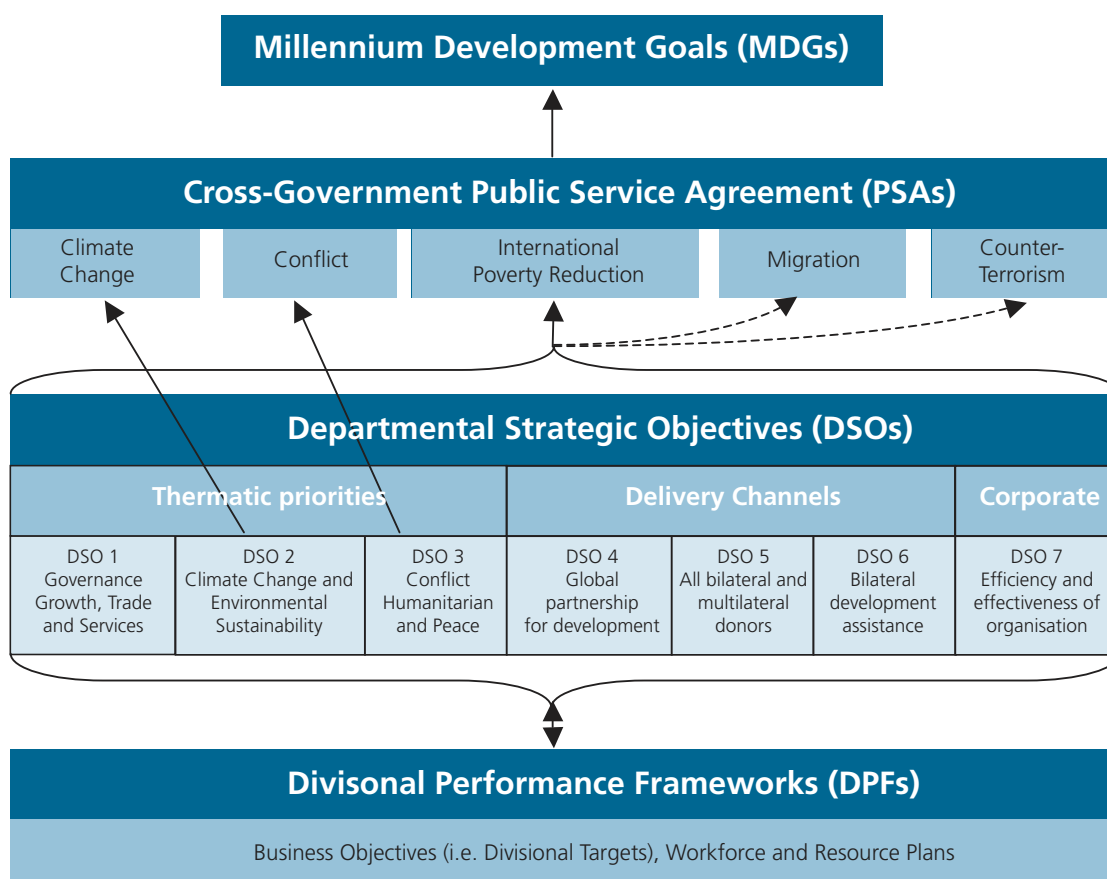 Millennium Development Goals (MDGs)
Cross-Government Public Service Agreement (PSAs)
Climate
Change
Conflict
International
Poverty Reduction
Migration
Counter-
Terrorism
Departmental Strategic Objectives (DSOs)
Thermatic priorities
Delivery Channels
Corporate
DSO 1
Governance
Growth, Trade
and Services
DSO 2
Climate Change and
Environmental
Sustainability
DSO 3
Conflict
Humanitarian
and Peace
DSO 4
Global
partnership
for development
DSO 5
All bilateral and
multilateral
donors
DSO 6
Bilateral
development
assistance
DSO 7
Efficiency and
effectiveness of
organisation
Divisonal Performance Frameworks (DPFs)
Business Objectives (i.e. Divisional Targets), Workforce and Resource Plans